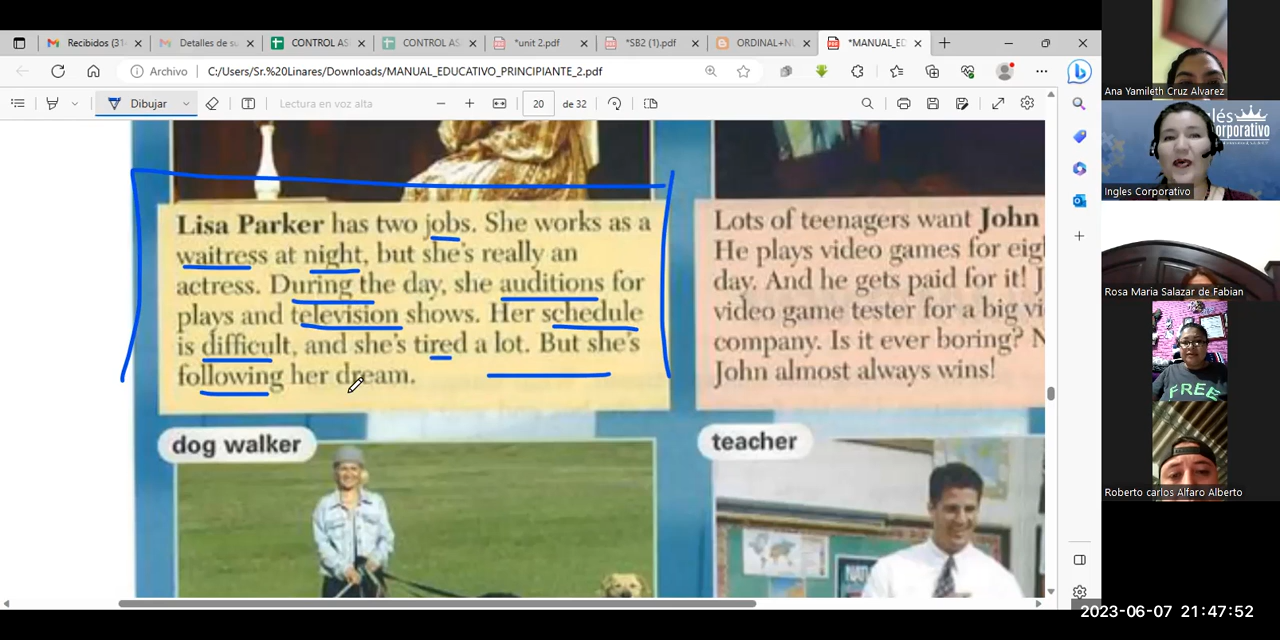 Recibidos (31-
Detalles de su
CONTROL AS
CONTROL AS
*unit 2.pdf
*SB2 (1).pdf
ORDINAL+N
*MANUAL_ED
Archivo
C:/Users/Sr.%20Linares/Downloads/MANUAL_EDUCATIVO_PRINCIPIANTE_2.pdf
Dibujar
Lectura en voz alta
20
de 32
Lisa Parker has two jobs. She works as a
waitress at night, but she's really an
actress. During the day, she auditions for
plays and television shows. Her schedule
is difficult, and she's tired a lot. But she's
following her dream.
Lots of teenagers want John
He plays video games for eig
day. And he gets paid for it! J
video game tester for a big vi
company. Is it ever boring? N
John almost always wins!
dog walker
teacher
Ana Yamileth Cruz Alvarez
glés
orporativo
Ingles Corporativo
Rosa Maria Salazar de Fabian
FREE
Roberto carlos Alfaro Alberto
2023-06-07 21:47:52